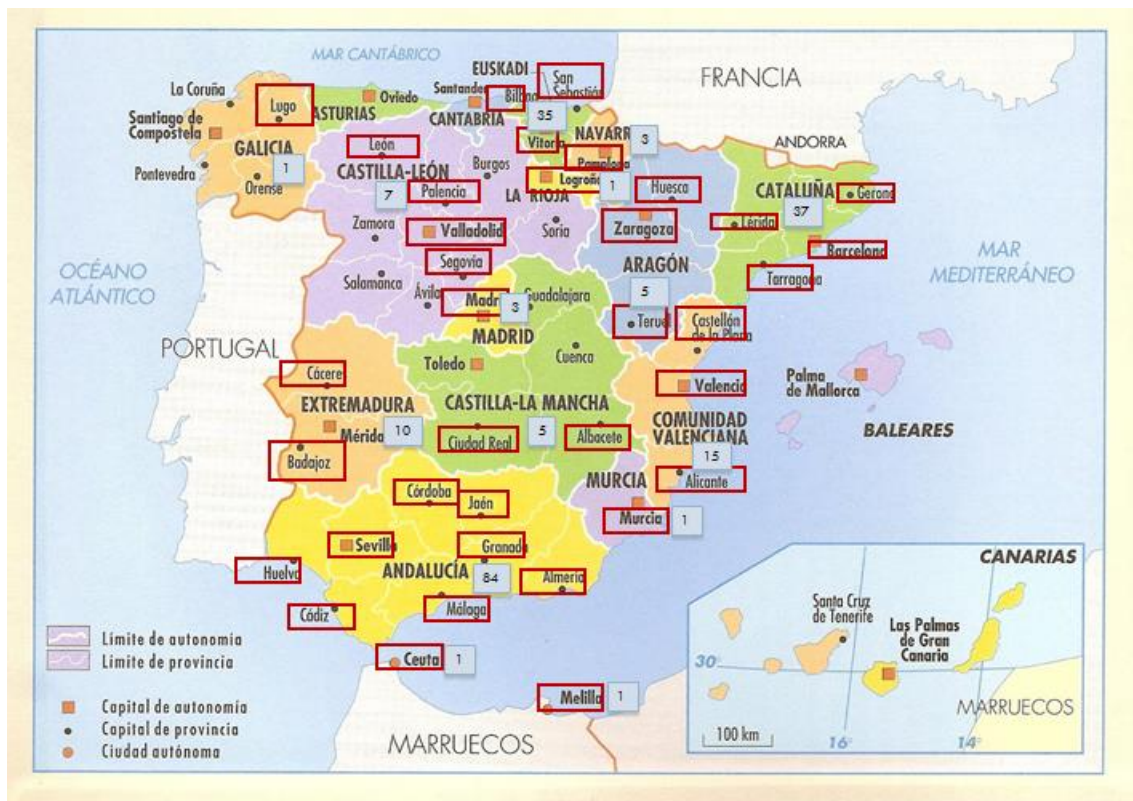 MAR CANTÁBRICO
FRANCIA
EUSKADI
San
Sebastián
La Coruña
Lugo
Oviedo
Santander
Bilbao
ASTURIAS
CANTABRIA
35
Santiago de
Compostela
Vitoria
NAVARR
3
ANDORRA
GALICIA
1
León
Pamplona
Pontevedra
Orense
CASTILLA-LEÓN
Burgos
Logroño
1
Huesca
CATALUÑA
Gerona
7
Palencia
LA RIOJA
37
Zamora
Valladolid
Soria
Zaragoza
Lérida
Barcelona
MAR
MEDITERRÁNEO
OCÉANO
ATLÁNTICO
Segovia
ARAGÓN
Tarragona
Salamanca
Ávila
Madr
3
Guadalajara
5
Teruel
Castellón
de la Plana
MADRID
PORTUGAL
Toledo
Cuenca
Cáceres
Valencia
Palma
de Mallorca
EXTREMADURA
CASTILLA-LA MANCHA
COMUNIDAD
VALENCIANA
BALEARES
Mérida
10
Ciudad Real
5
Albacete
15
Badajoz
Alicante
MURCIA
Córdoba
Jaén
Murcia
1
Sevilla
Granada
Huelva
ANDALUCÍA
84
Almería
Cádiz
Málaga
Ceuta
1
Melilla
1
MARRUECOS
Límite de autonomía
Límite de provincia
Capital de autonomía
Capital de provincia
Ciudad autónoma
CANARIAS
Santa Cruz
de Tenerife
Las Palmas
de Gran
Canaria
30°
MARRUECOS
100 km
16°
14°